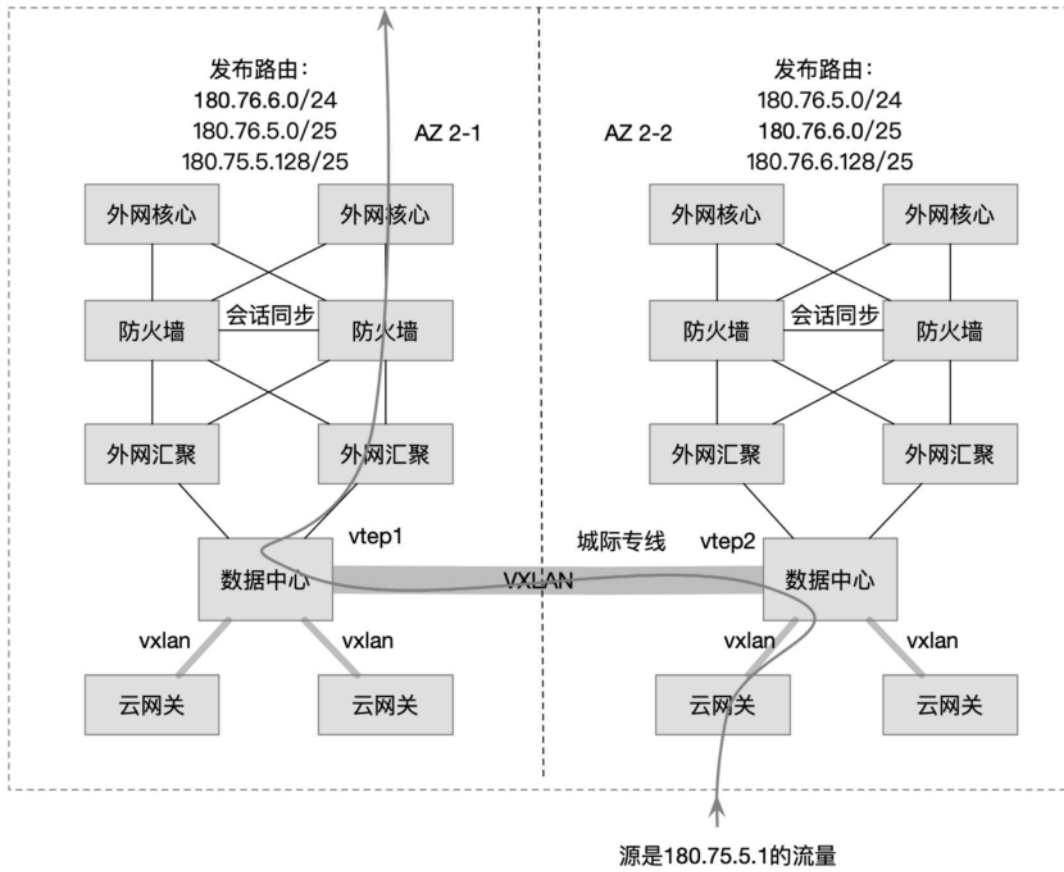 发布路由：
180.76.6.0/24
180.76.5.0/25
180.75.5.128/25
AZ 2-1
外网核心
外网核心
防火墙
会话同步
防火墙
外网汇聚
外网汇聚
vtep1
数据中心
vxlan
vxlan
云网关
云网关
城际专线
VXLAN
AZ 2-2
发布路由：
180.76.5.0/24
180.76.6.0/25
180.76.6.128/25
外网核心
外网核心
防火墙
会话同步
防火墙
外网汇聚
外网汇聚
vtep2
数据中心
vxlan
vxlan
云网关
云网关
源是180.75.5.1的流量